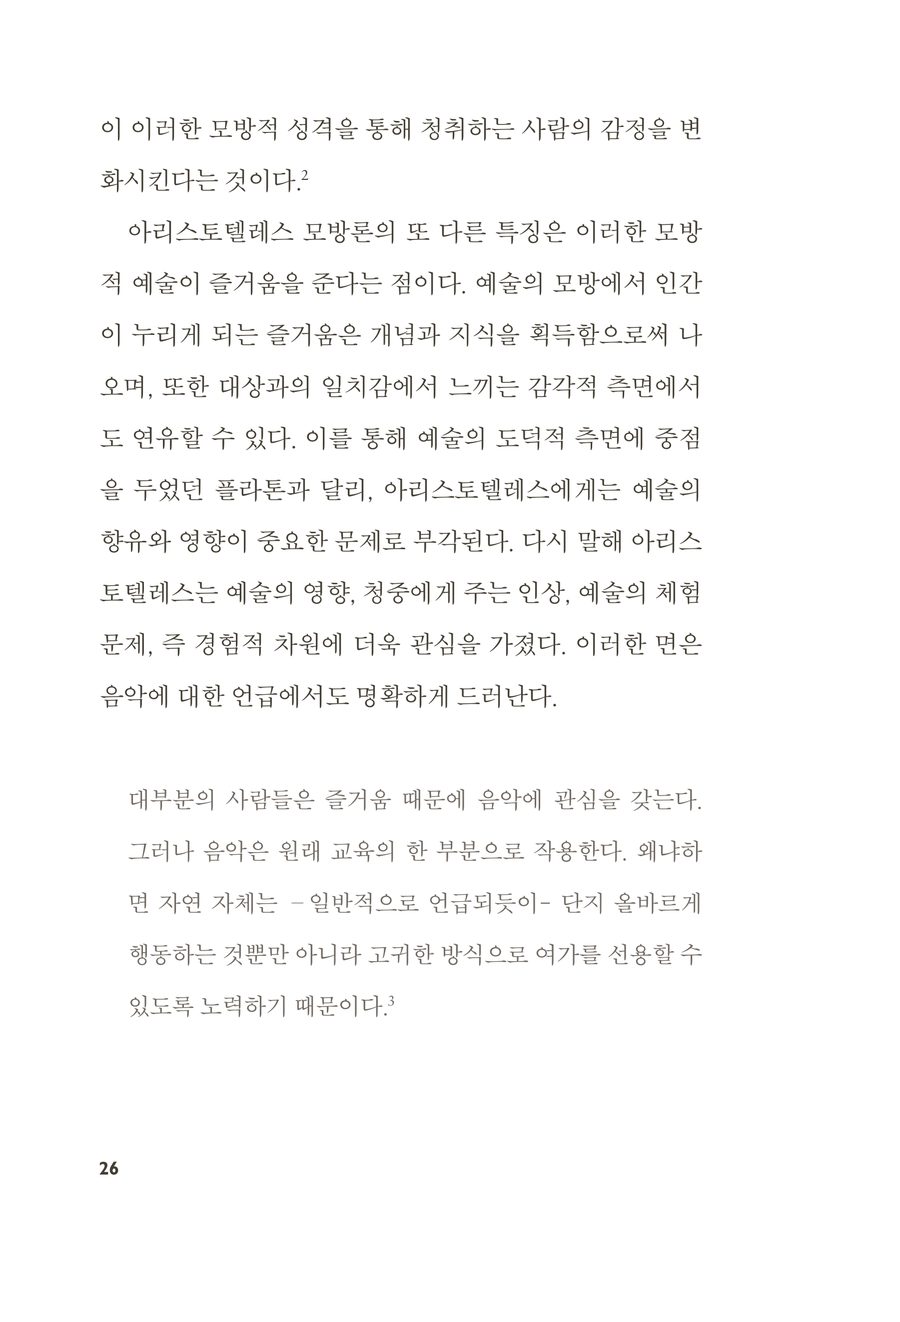 이 이러한 모방적 성격을 통해 청취하는 사람의 감정을 변
화시킨다는 것이다.2
아리스토텔레스 모방론의 또 다른 특징은 이러한 모방
적 예술이 즐거움을 준다는 점이다. 예술의 모방에서 인간
이 누리게 되는 즐거움은 개념과 지식을 획득함으로써 나
오며, 또한 대상과의 일치감에서 느끼는 감각적 측면에서
도 연유할 수 있다. 이를 통해 예술의 도덕적 측면에 중점
을 두었던 플라톤과 달리, 아리스토텔레스에게는 예술의
향유와 영향이 중요한 문제로 부각된다. 다시 말해 아리스
토텔레스는 예술의 영향, 청중에게 주는 인상, 예술의 체험
문제, 즉 경험적 차원에 더욱 관심을 가졌다. 이러한 면은
음악에 대한 언급에서도 명확하게 드러난다.
대부분의 사람들은 즐거움 때문에 음악에 관심을 갖는다.
그러나 음악은 원래 교육의 한 부분으로 작용한다. 왜냐하
면 자연 자체는 –일반적으로 언급되듯이- 단지 올바르게
행동하는 것뿐만 아니라 고귀한 방식으로 여가를 선용할 수
있도록 노력하기 때문이다.3
26